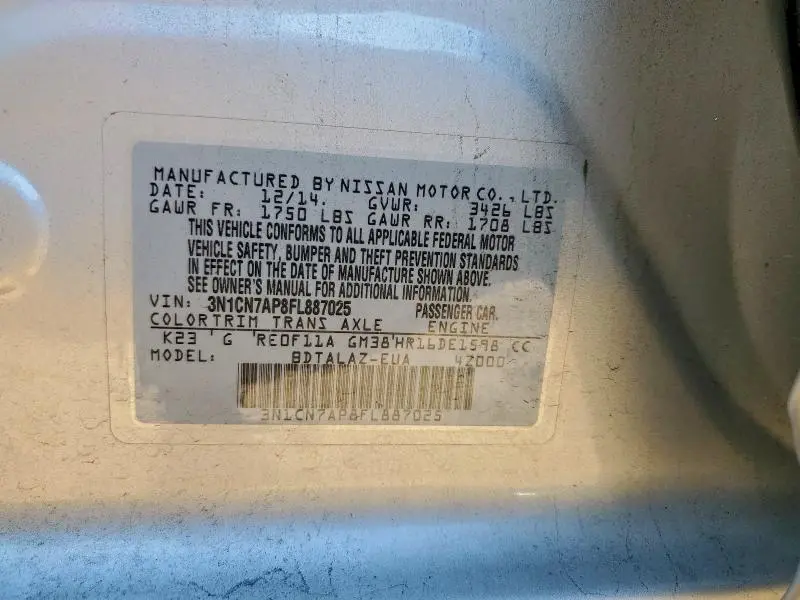 MANUFACTURED BY NISSAN MOTOR CO., LTD.
DATE: 12/14. GVWR: 3426 LBS
GAWR FR: 1750 LBS GAWR RR: 1708 LBS
THIS VEHICLE CONFORMS TO ALL APPLICABLE FEDERAL MOTOR
VEHICLE SAFETY, BUMPER AND THEFT PREVENTION STANDARDS
IN EFFECT ON THE DATE OF MANUFACTURE SHOWN ABOVE.
SEE OWNER'S MANUAL FOR ADDITIONAL INFORMATION.
VIN: 3N1CN7AP8FL887025 PASSENGER CAR.
COLORTRIM TRANS AXLE ENGINE
K23 G RE0F11A GM38 HR16DE1598 CC
MODEL: BDTALAZ-EUA 4Z000
3N1CN7AP8FL887025